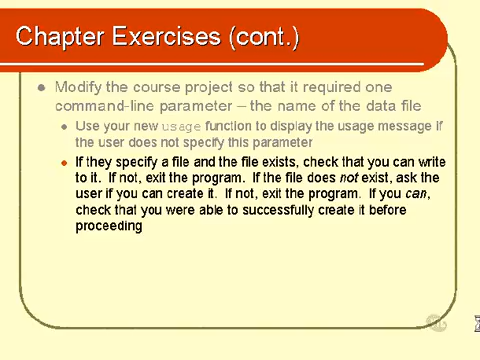 Chapter Exercises (cont.)
Modify the course project so that it required one
command-line parameter – the name of the data file
Use your new usage function to display the usage message if
the user does not specify this parameter
If they specify a file and the file exists, check that you can write
to it. If not, exit the program. If the file does not exist, ask the
user if you can create it. If not, exit the program. If you can,
check that you were able to successfully create it before
proceeding